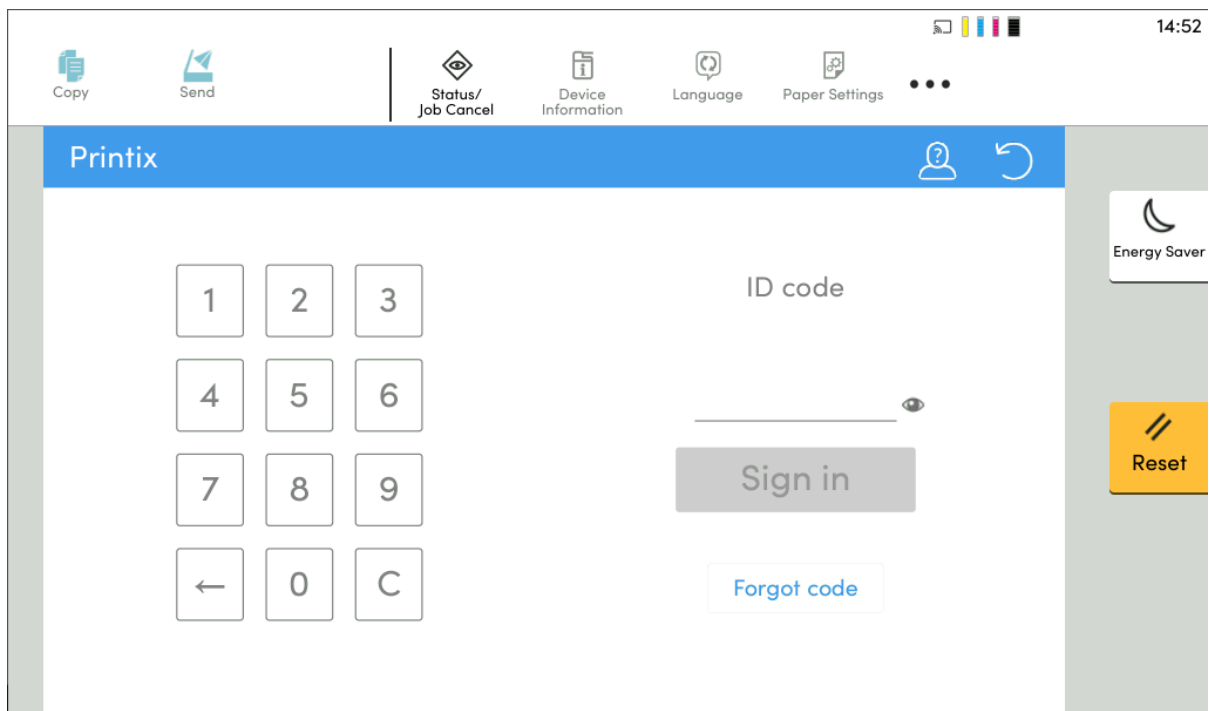 14:52
Copy
Send
Status/
Job Cancel
Device
Information
Language
Paper Settings
Printix
?
Energy Saver
ID code
1 2 3
4 5 6
7 8 9
← 0 C
Sign in
Reset
Forgot code